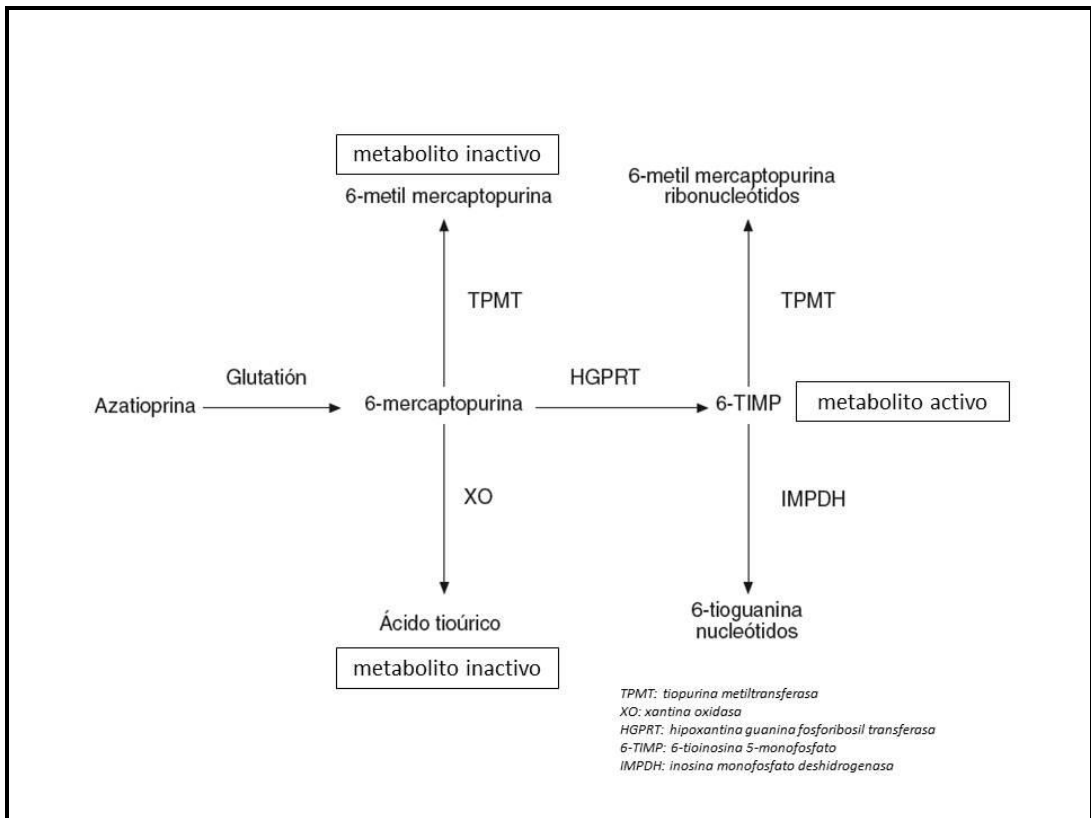 metabolito inactivo
6-metil mercaptopurina
6-metil mercaptopurina
ribonucleótidos
TPMT
TPMT
Glutatión
HGPRT
Azatioprina
6-mercaptopurina
6-TIMP
metabolito activo
XO
IMPDH
Ácido tioúrico
metabolito inactivo
6-tioguanina
nucleótidos
TPMT: tiopurina metiltransferasa
XO: xantina oxidasa
HGPRT: hipoxantina guanina fosforibosil transferasa
6-TIMP: 6-tioinosina 5-monofosfato
IMPDH: inosina monofosfato deshidrogenasa